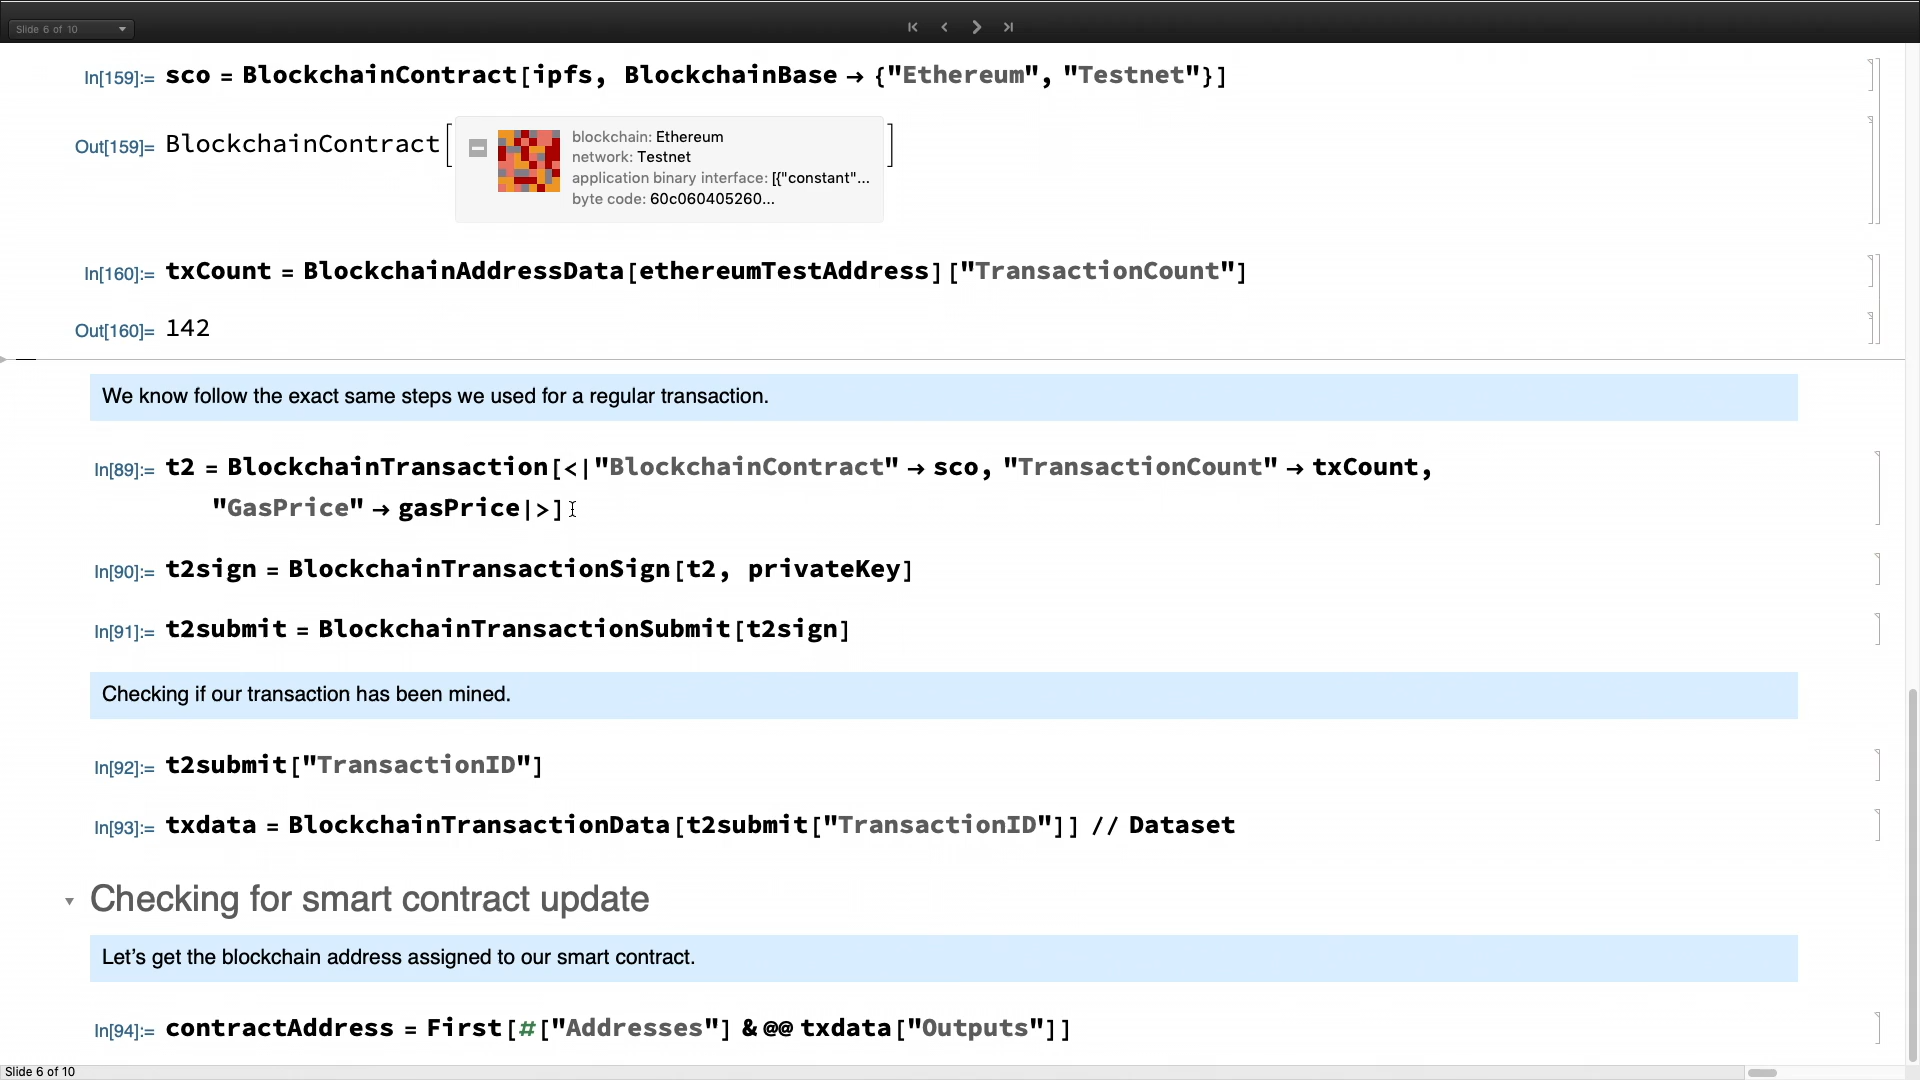 Slide 6 of 10
In[159]:= sco = BlockchainContract[ipfs, BlockchainBase → {"Ethereum", "Testnet"}]
Out[159]= BlockchainContract[
blockchain: Ethereum
network: Testnet
application binary interface: [{"constant"...
byte code: 60c060405260...
]
In[160]:= txCount = BlockchainAddressData[ethereumTestAddress]["TransactionCount"]
Out[160]= 142
We know follow the exact same steps we used for a regular transaction.
In[89]:= t2 = BlockchainTransaction[<|"BlockchainContract" → sco, "TransactionCount" → txCount,
"GasPrice" → gasPrice|>]
In[90]:= t2sign = BlockchainTransactionSign[t2, privateKey]
In[91]:= t2submit = BlockchainTransactionSubmit[t2sign]
Checking if our transaction has been mined.
In[92]:= t2submit["TransactionID"]
In[93]:= txdata = BlockchainTransactionData[t2submit["TransactionID"]] // Dataset
Checking for smart contract update
Let’s get the blockchain address assigned to our smart contract.
In[94]:= contractAddress = First[#["Addresses"] & @@ txdata["Outputs"]]
Slide 6 of 10